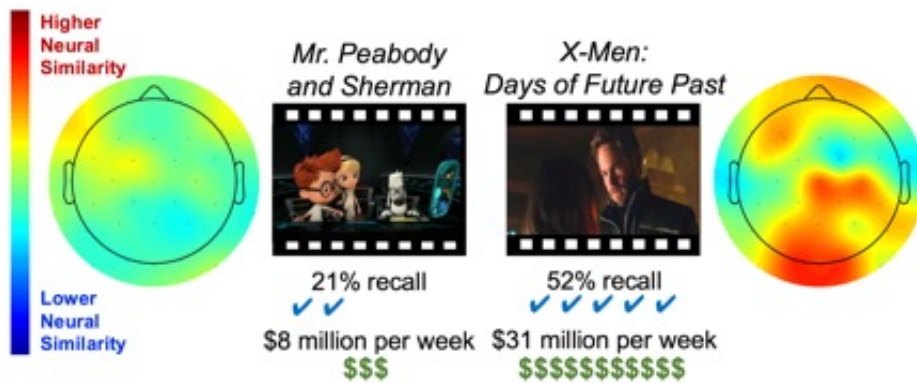 Higher
Neural
Similarity
Mr. Peabody
and Sherman
X-Men:
Days of Future Past
21% recall
52% recall
Lower
Neural
Similarity
$8 million per week
$31 million per week
$$$
$$$$$$$$$$$